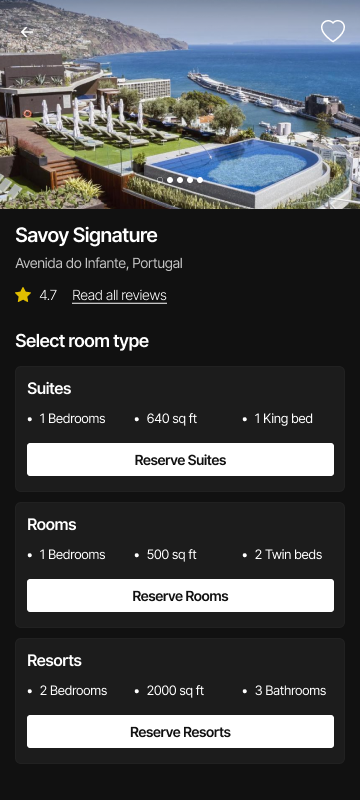 Savoy Signature
Avenida do Infante, Portugal
4.7 Read all reviews
Select room type
Suites
• 1 Bedrooms • 640 sq ft • 1 King bed
Reserve Suites
Rooms
• 1 Bedrooms • 500 sq ft • 2 Twin beds
Reserve Rooms
Resorts
• 2 Bedrooms • 2000 sq ft • 3 Bathrooms
Reserve Resorts